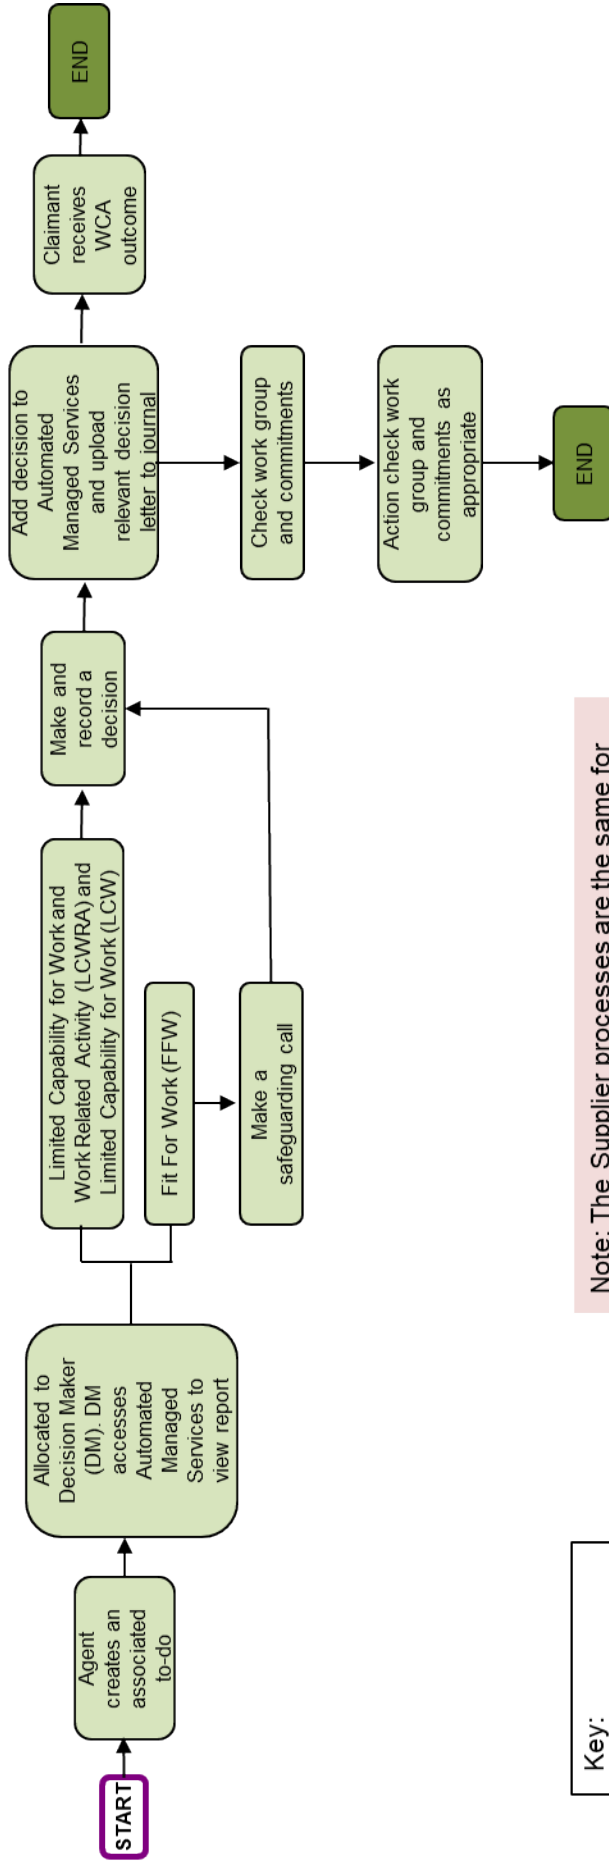 START
Agent
creates an
associated
to-do
Allocated to
Decision Maker
(DM). DM
accesses
Automated
Managed
Services to
view report
Limited Capability for Work and
Work Related Activity (LCWRA) and
Limited Capability for Work (LCW)
Fit For Work (FFW)
Make a
safeguarding call
Make and
record a
decision
Add decision to
Automated
Managed Services
and upload
relevant decision
letter to journal
Claimant
receives
WCA
outcome
END
Check work group
and commitments
Action check work
group and
commitments as
appropriate
END
Key:
Note: The Supplier processes are the same for